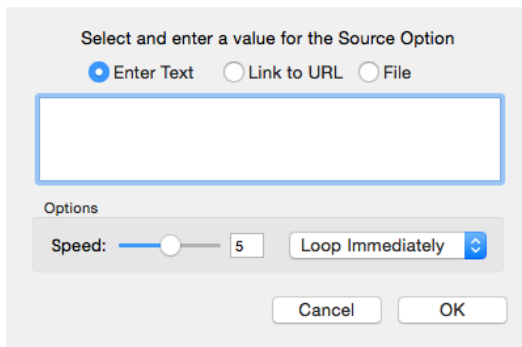 Select and enter a value for the Source Option
Enter Text Link to URL File
Options
Speed: 5 Loop Immediately
Cancel OK